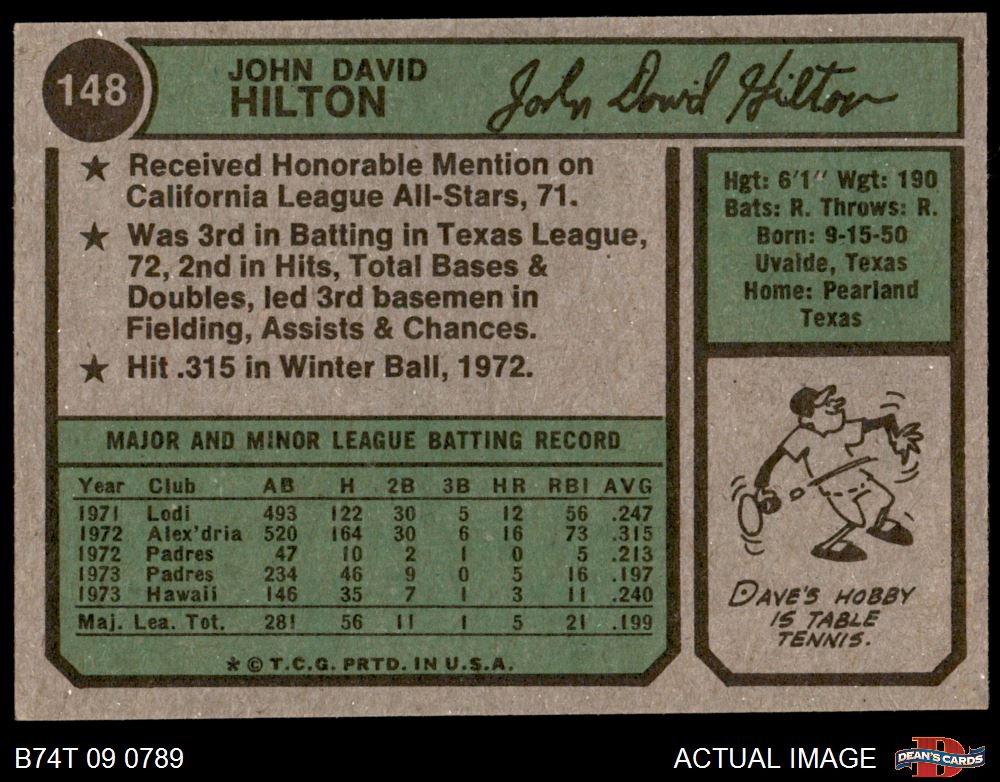 148
JOHN DAVID
HILTON
John David Hilton
★ Received Honorable Mention on
California League All-Stars, 71.
★ Was 3rd in Batting in Texas League,
72, 2nd in Hits, Total Bases &
Doubles, led 3rd basemen in
Fielding, Assists & Chances.
★ Hit .315 in Winter Ball, 1972.
Hgt: 6'1" Wgt: 190
Bats: R. Throws: R.
Born: 9-15-50
Uvalde, Texas
Home: Pearland
Texas
MAJOR AND MINOR LEAGUE BATTING RECORD
Year Club AB H 2B 3B HR RBI AVG
1971 Lodi 493 122 30 5 12 56 .247
1972 Alex'dria 520 164 30 6 16 73 .315
1972 Padres 47 10 2 1 0 5 .213
1973 Padres 234 46 9 0 5 16 .197
1973 Hawaii 146 35 7 1 3 11 .240
Maj. Lea. Tot. 281 56 11 1 5 21 .199
★ © T.C.G. PRTD. IN U.S.A.
DAVE'S HOBBY
IS TABLE
TENNIS.
B74T 09 0789
ACTUAL IMAGE
D
DEAN'S CARDS